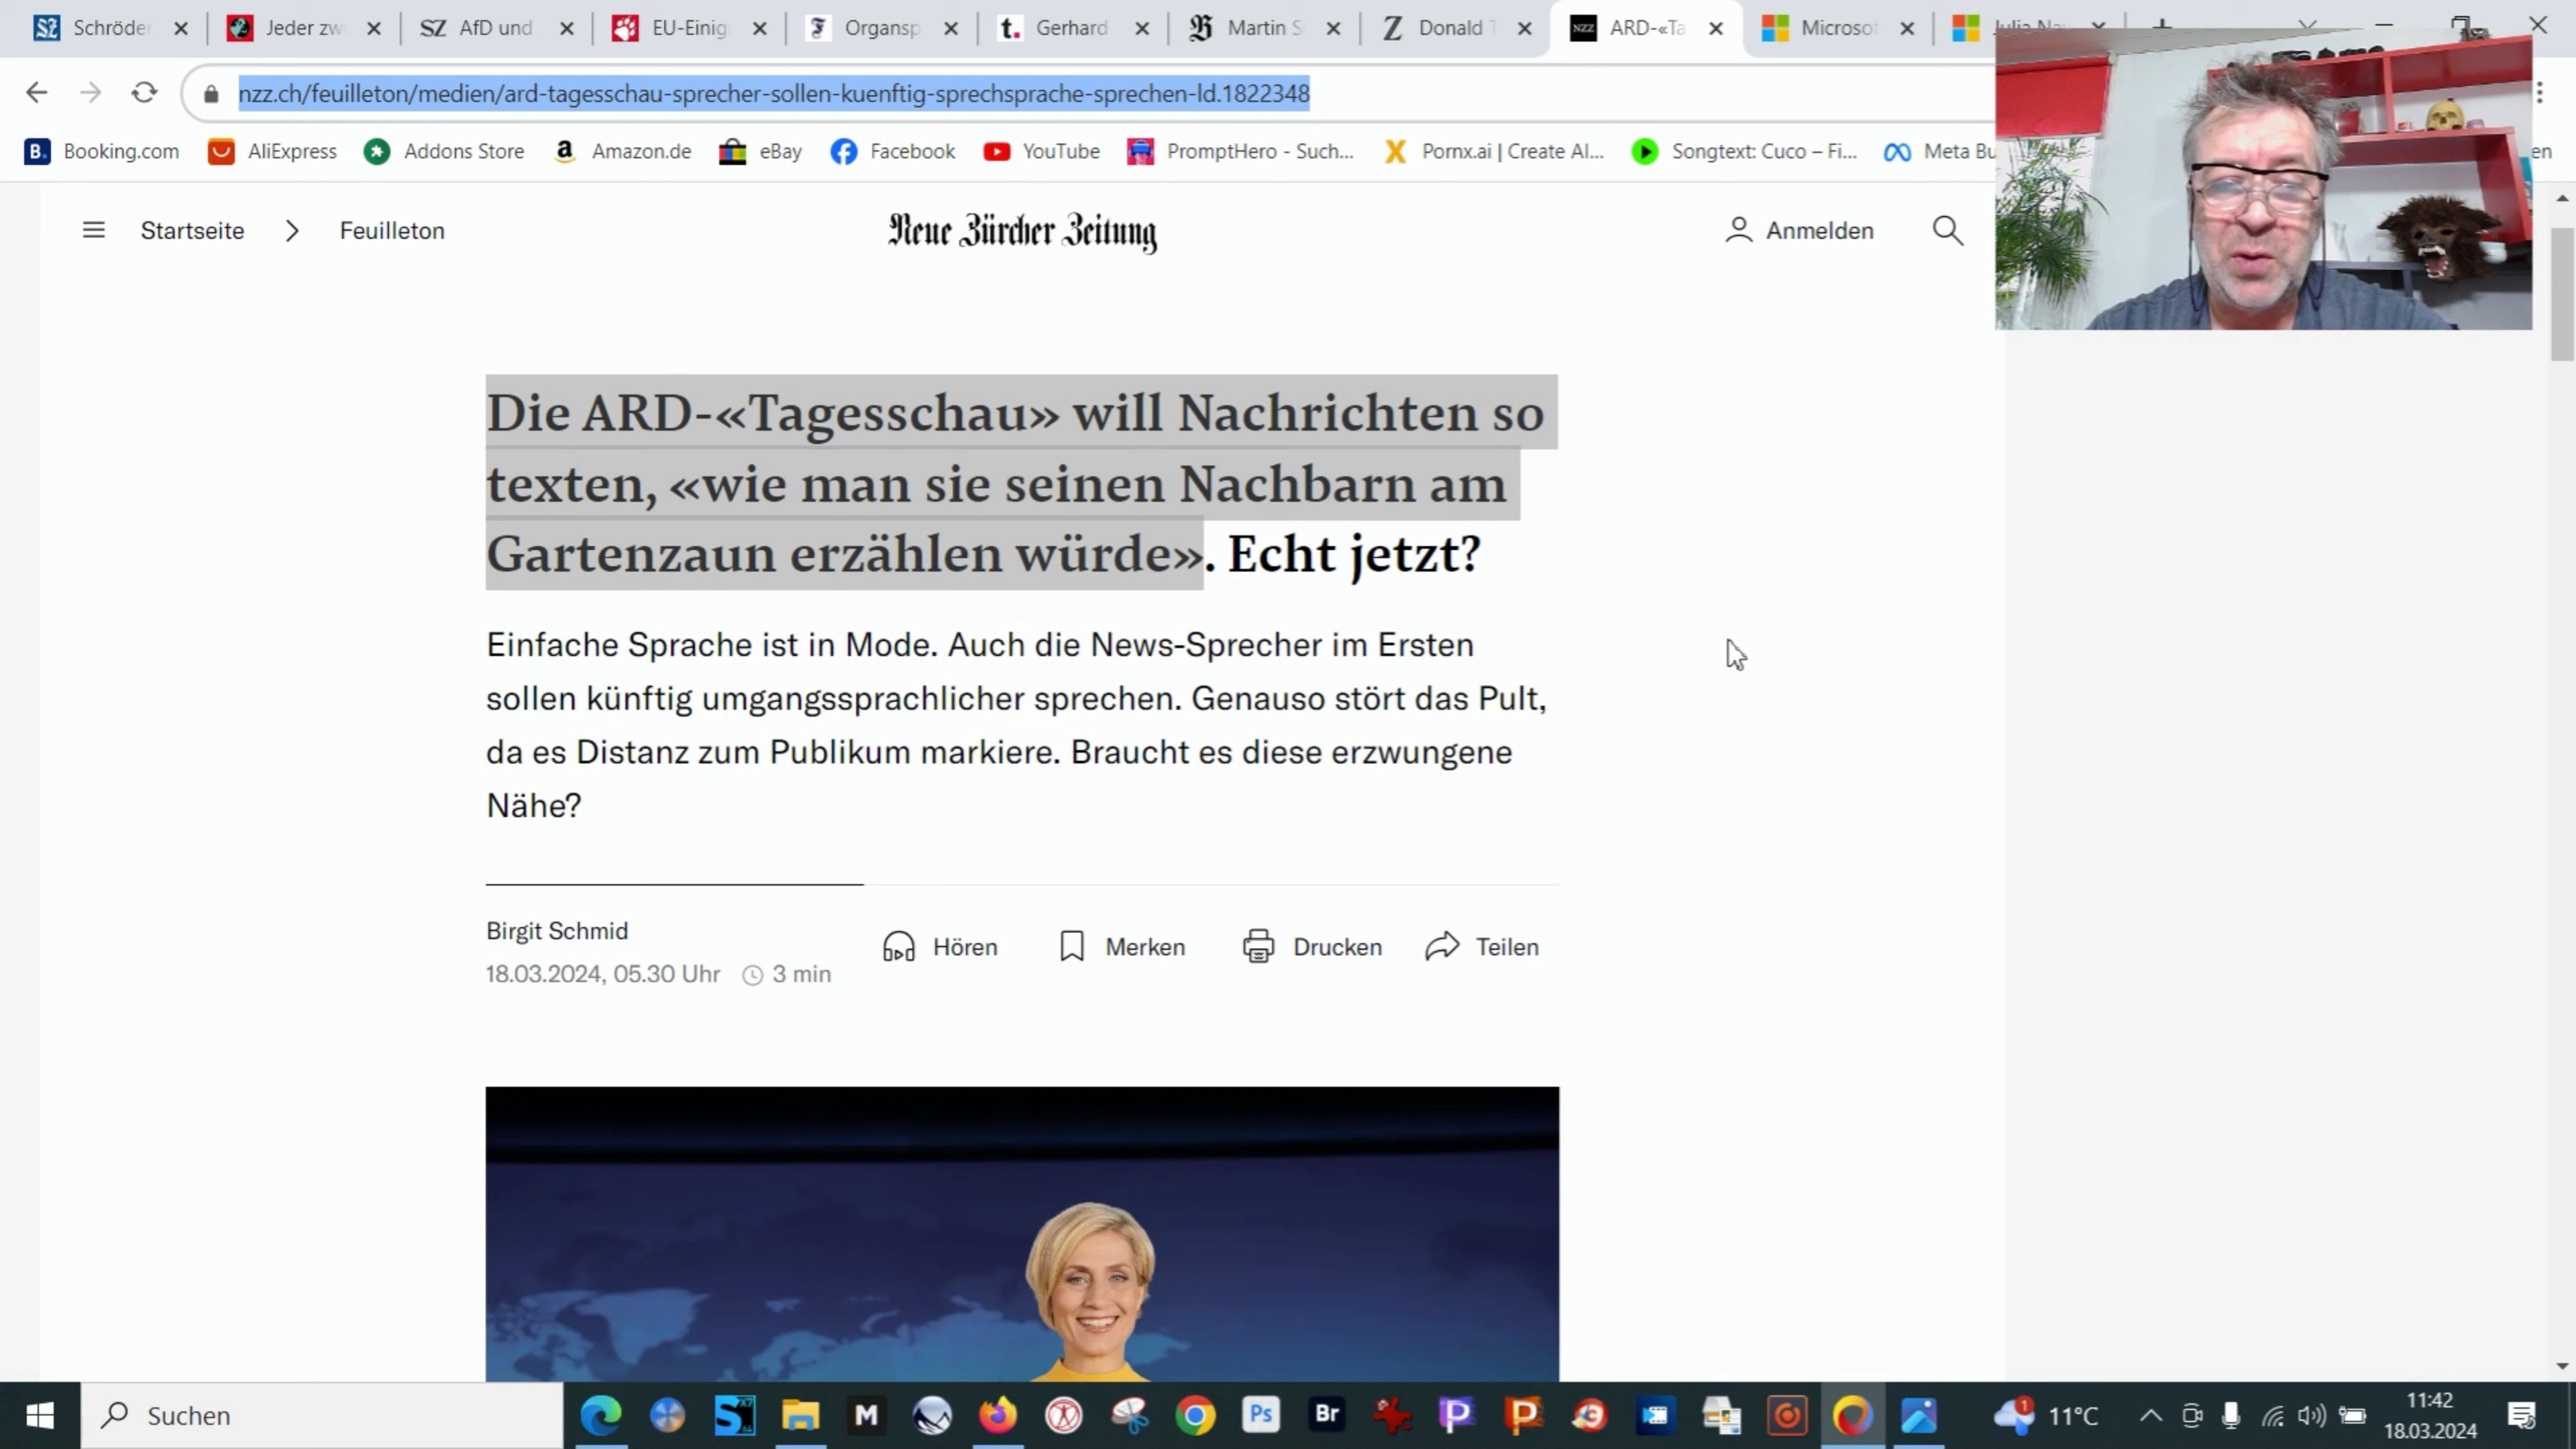 Schröder
Jeder zw
AfD und
EU-Einig
Organsp
Gerhard
Martin S
Donald T
ARD-«Ta
Microsof
nzz.ch/feuilleton/medien/ard-tagesschau-sprecher-sollen-kuenftig-sprechsprache-sprechen-ld.1822348
Booking.com AliExpress Addons Store Amazon.de eBay Facebook YouTube PromptHero - Such... Pornx.ai | Create AI... Songtext: Cuco – Fi... Meta Bu en
Startseite Feuilleton
Neue Zürcher Zeitung
Anmelden
Die ARD-«Tagesschau» will Nachrichten so
texten, «wie man sie seinen Nachbarn am
Gartenzaun erzählen würde». Echt jetzt?
Einfache Sprache ist in Mode. Auch die News-Sprecher im Ersten
sollen künftig umgangssprachlicher sprechen. Genauso stört das Pult,
da es Distanz zum Publikum markiere. Braucht es diese erzwungene
Nähe?
Birgit Schmid
18.03.2024, 05.30 Uhr 3 min
Hören Merken Drucken Teilen
Suchen
11°C
11:42
18.03.2024